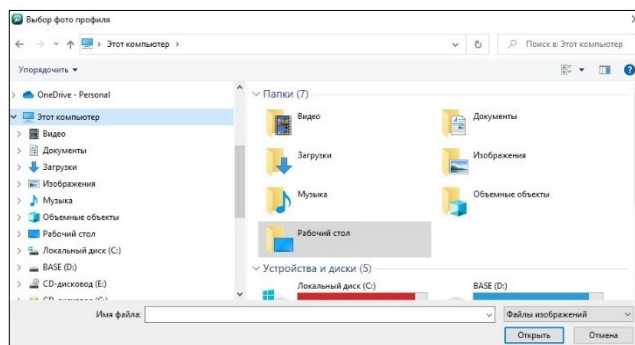 Выбор фото профиля
Этот компьютер
Поиск в: Этот компьютер
Упорядочить
OneDrive - Personal
Этот компьютер
Видео
Документы
Загрузки
Изображения
Музыка
Объемные объекты
Рабочий стол
Локальный диск (C:)
BASE (D:)
CD-дисковод (E:)
Папки (7)
Видео
Документы
Загрузки
Изображения
Музыка
Объемные объекты
Рабочий стол
Устройства и диски (5)
Локальный диск (C:)
BASE (D:)
Имя файла:
Файлы изображений
Открыть
Отмена